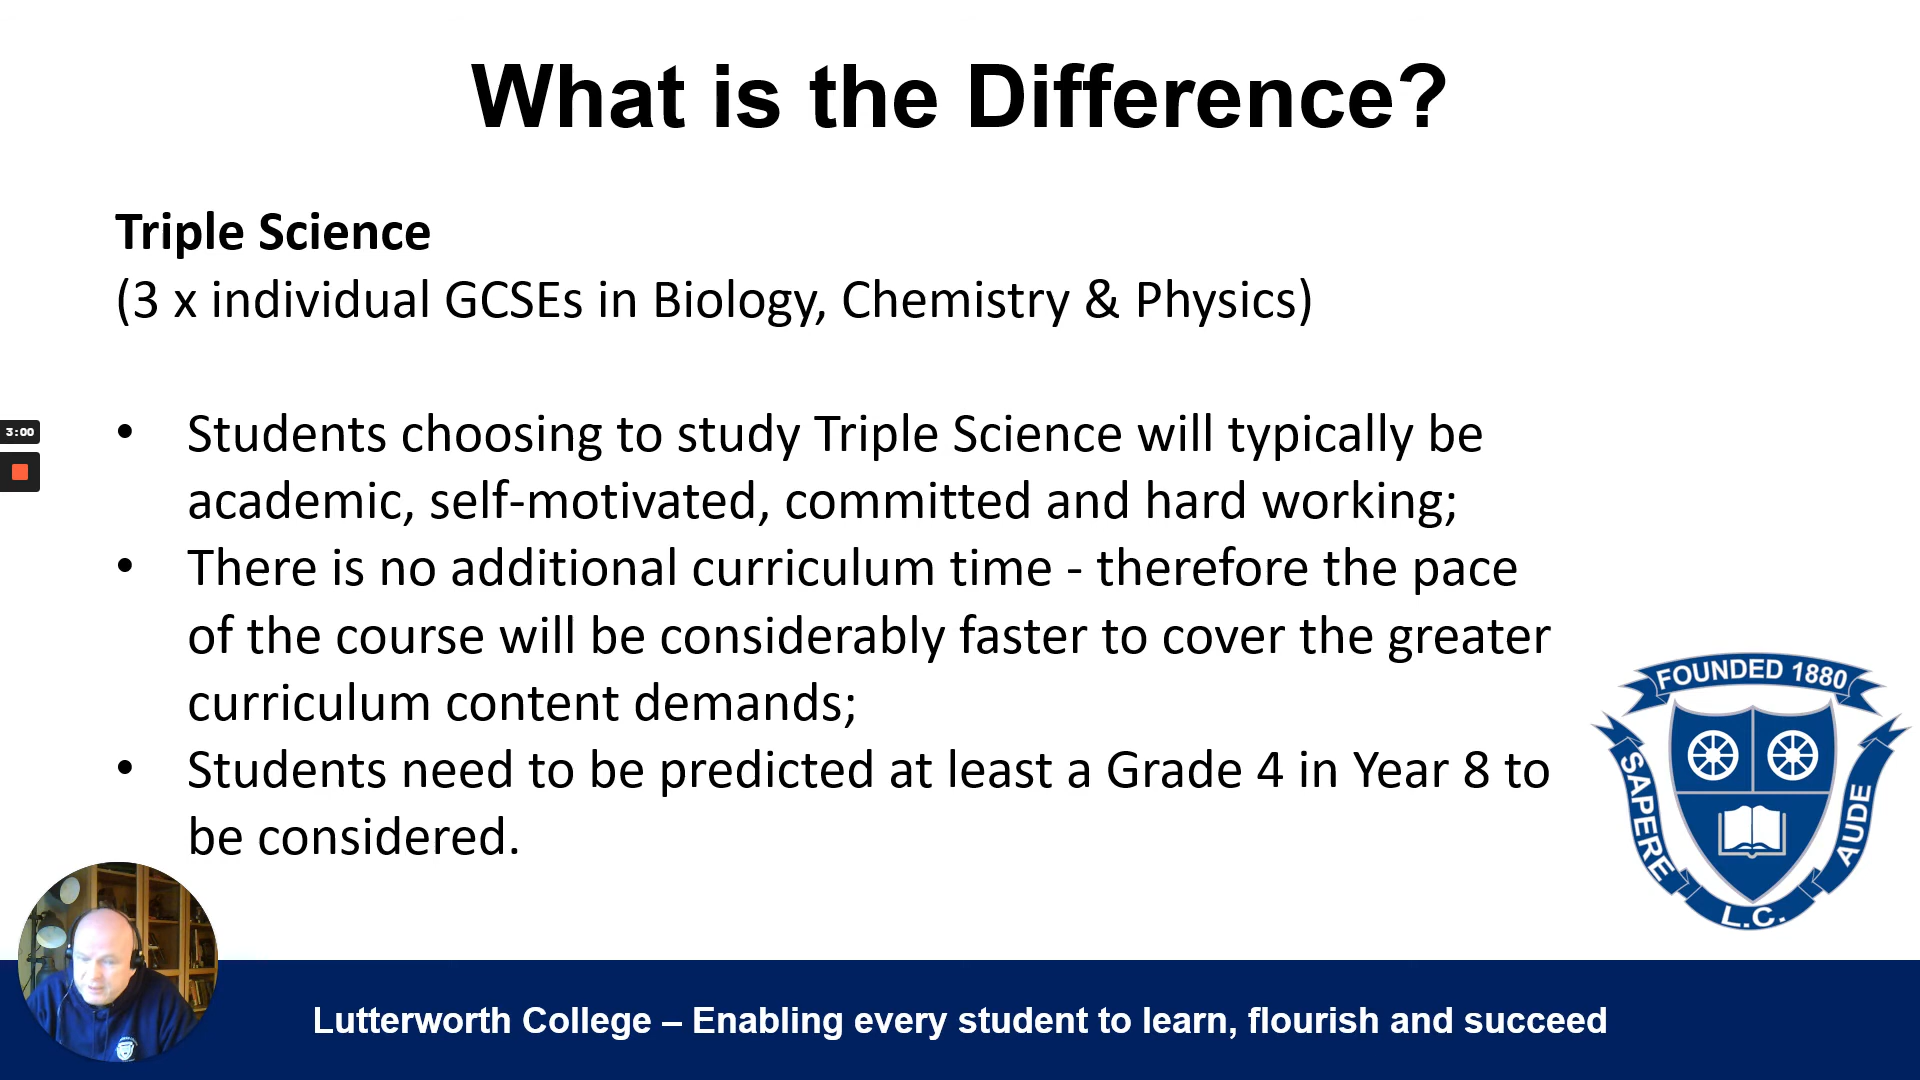 What is the Difference?
Triple Science
(3 x individual GCSEs in Biology, Chemistry & Physics)
• Students choosing to study Triple Science will typically be
academic, self-motivated, committed and hard working;
• There is no additional curriculum time - therefore the pace
of the course will be considerably faster to cover the greater
curriculum content demands;
• Students need to be predicted at least a Grade 4 in Year 8 to
be considered.
3:00
FOUNDED 1880
SAPERE
AUDE
L.C.
Lutterworth College – Enabling every student to learn, flourish and succeed